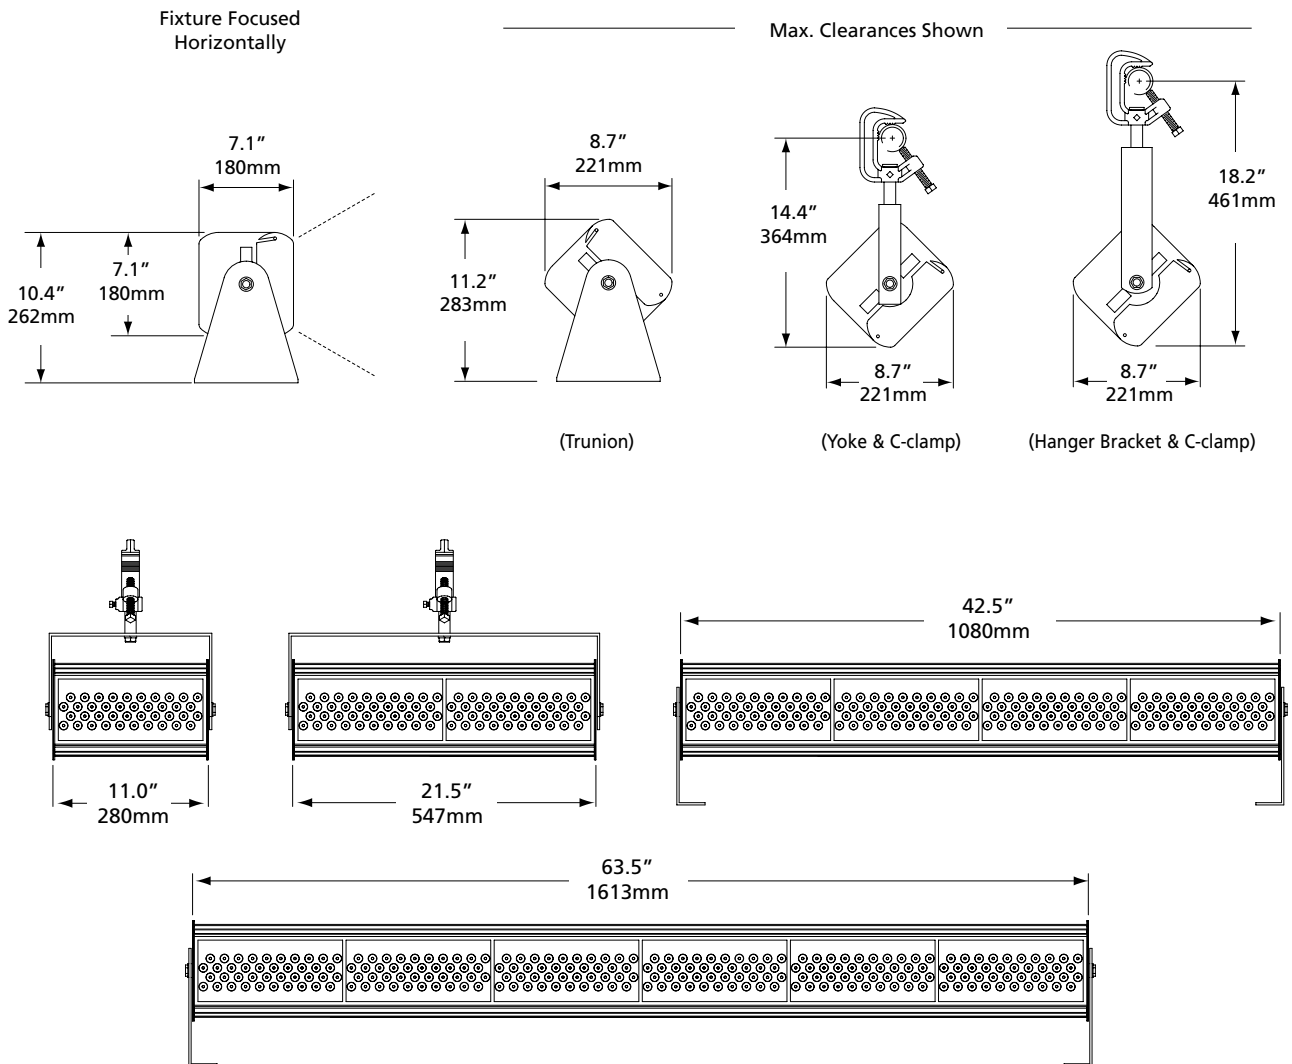 Fixture Focused
Horizontally
Max. Clearances Shown
7.1”
180mm
7.1”
180mm
10.4”
262mm
8.7”
221mm
11.2”
283mm
14.4”
364mm
8.7”
221mm
18.2”
461mm
8.7”
221mm
(Trunion)
(Yoke & C-clamp)
(Hanger Bracket & C-clamp)
11.0”
280mm
21.5”
547mm
42.5”
1080mm
63.5”
1613mm